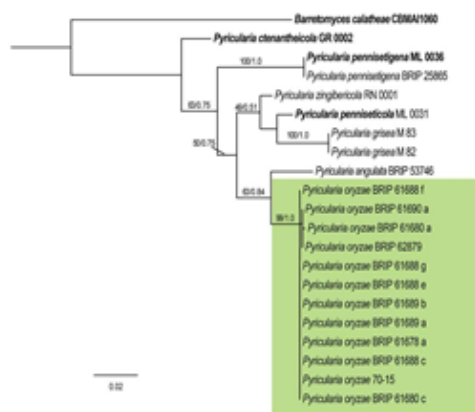 Barretomyces calatheae CBMAI1060
Pyricularia ctenantheicola GR 0002
100/1.0
Pyricularia pennisetigena ML 0036
Pyricularia pennisetigena BRIP 25865
63/0.75
Pyricularia zingibericola RN 0001
49/0.51
Pyricularia penniseticola ML 0031
100/1.0
Pyricularia grisea M 83
50/0.75
Pyricularia grisea M 82
Pyricularia angulata BRIP 53746
63/0.84
Pyricularia oryzae BRIP 61688 f
Pyricularia oryzae BRIP 61690 a
98/1.0
Pyricularia oryzae BRIP 61680 a
Pyricularia oryzae BRIP 62879
Pyricularia oryzae BRIP 61688 g
Pyricularia oryzae BRIP 61688 e
Pyricularia oryzae BRIP 61689 b
Pyricularia oryzae BRIP 61689 a
Pyricularia oryzae BRIP 61678 a
Pyricularia oryzae BRIP 61688 c
Pyricularia oryzae 70-15
Pyricularia oryzae BRIP 61680 c
0.02